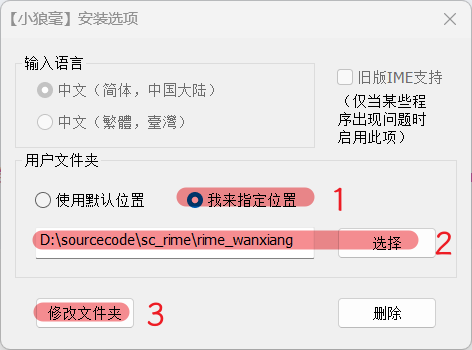 【小狼毫】安装选项
输入语言
中文（简体，中国大陆）
中文（繁體，臺灣）
旧版IME支持
（仅当某些程
序出现问题时
启用此项）
用户文件夹
使用默认位置
我来指定位置
1
D:\sourcecode\sc_rime\rime_wanxiang
选择
2
修改文件夹
3
删除